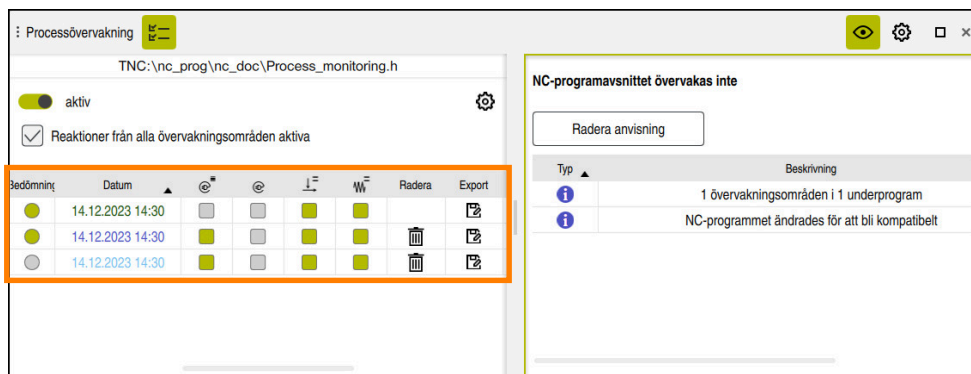 Processövervakning
TNC:\nc_prog\nc_doc\Process_monitoring.h
aktiv
Reaktioner från alla övervakningsområden aktiva
Bedömning Datum Radera Export
14.12.2023 14:30
14.12.2023 14:30
14.12.2023 14:30
NC-programavsnittet övervakas inte
Radera anvisning
Typ Beskrivning
1 övervakningsområden i 1 underprogram
NC-programmet ändrades för att bli kompatibelt